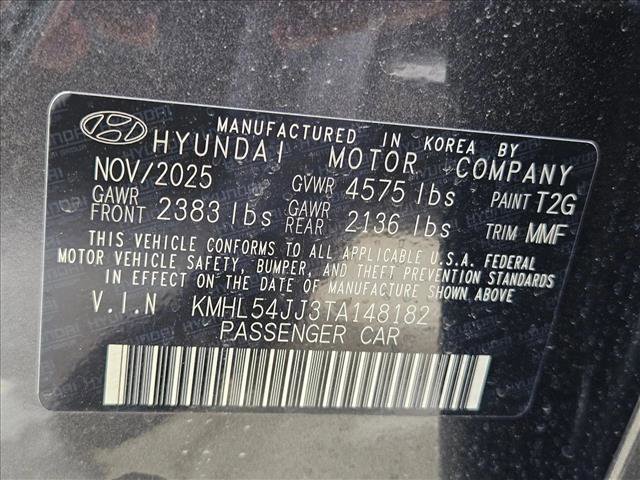 MANUFACTURED IN KOREA BY
HYUNDAI MOTOR COMPANY
NOV/2025 GVWR 4575 lbs PAINT T2G
GAWR FRONT 2383 lbs GAWR REAR 2136 lbs TRIM MMF
THIS VEHICLE CONFORMS TO ALL APPLICABLE U.S.A. FEDERAL
MOTOR VEHICLE SAFETY, BUMPER, AND THEFT PREVENTION STANDARDS
IN EFFECT ON THE DATE OF MANUFACTURE SHOWN ABOVE
V.I.N KMHL54JJ3TA148182
PASSENGER CAR